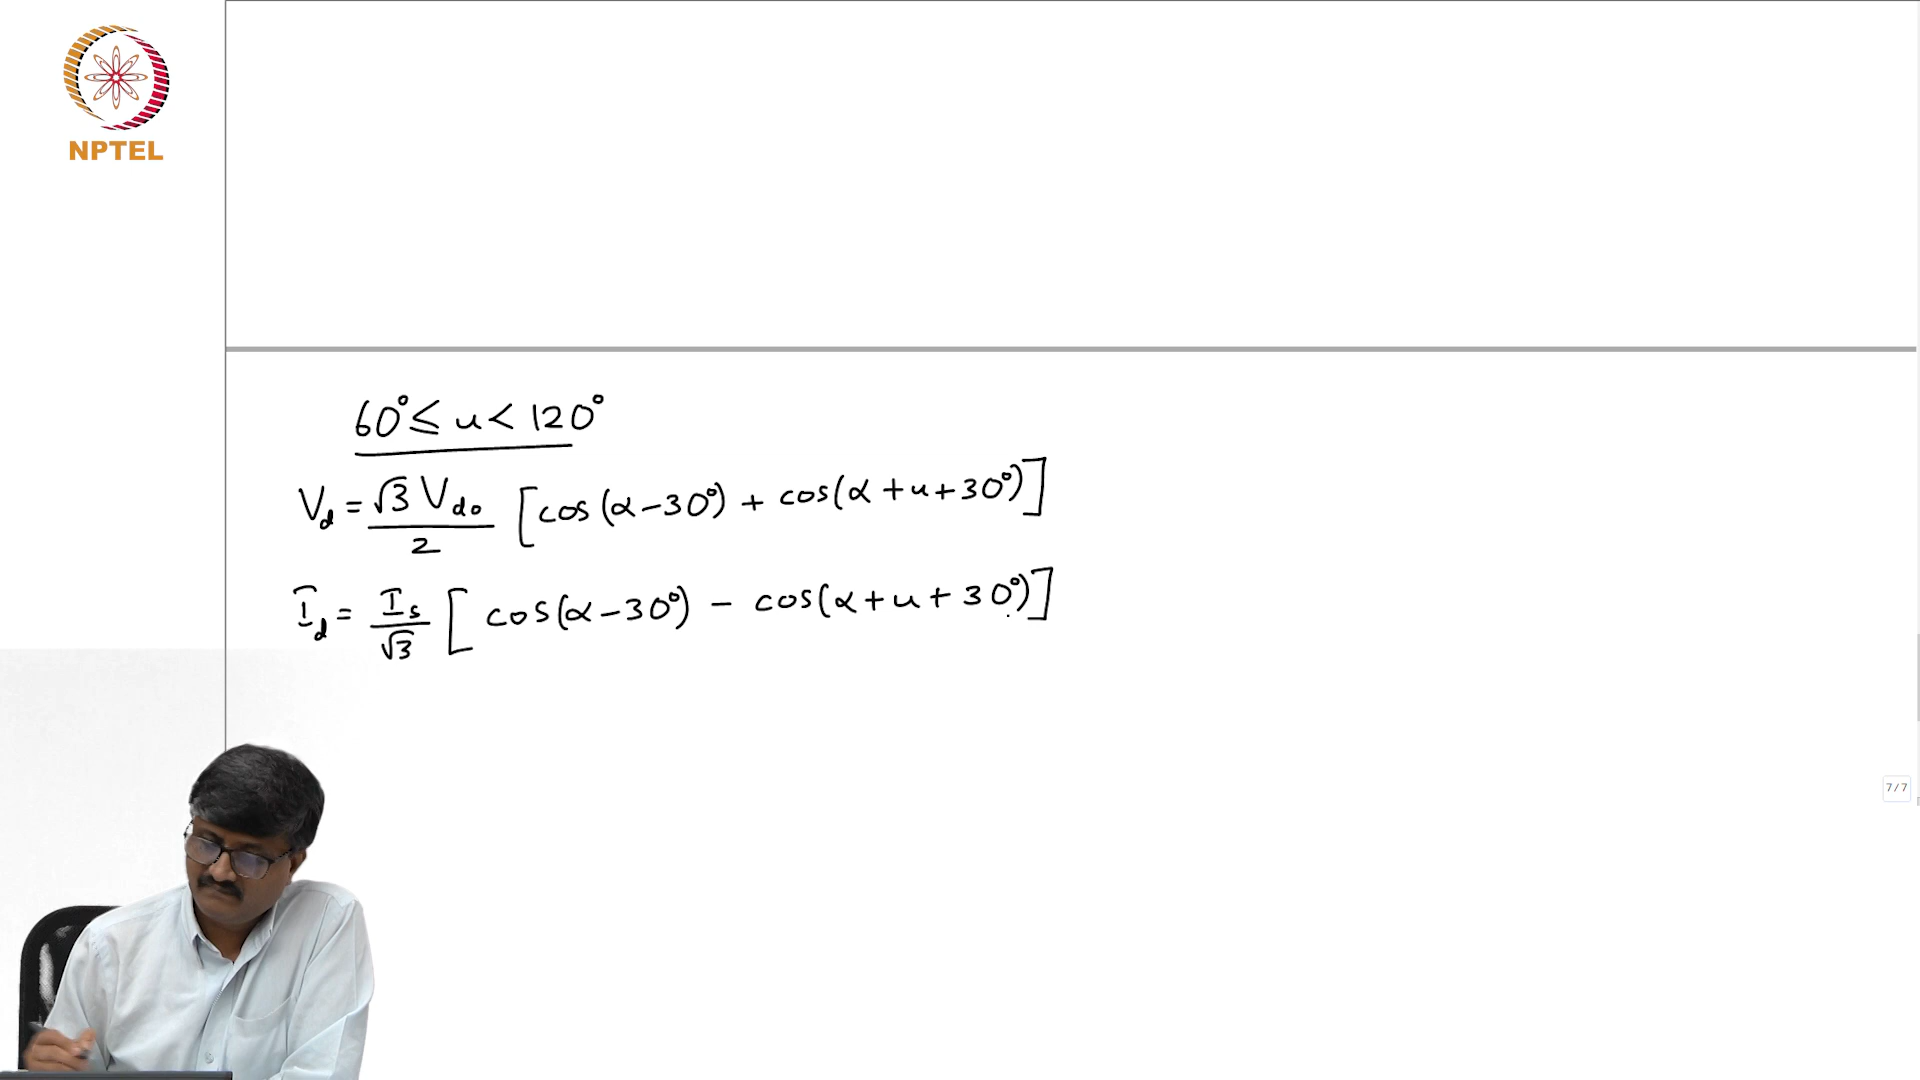 NPTEL
60° ≤ u < 120°
V_d = √3 V_do / 2 [cos(α-30°) + cos(α+u+30°)]
I_d = I_s / √3 [cos(α-30°) - cos(α+u+30°)]
7/7